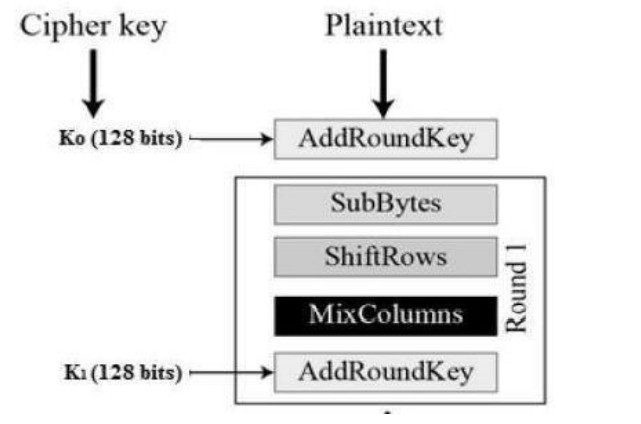 Cipher key
Plaintext
K0 (128 bits)
AddRoundKey
SubBytes
ShiftRows
MixColumns
Round 1
K1 (128 bits)
AddRoundKey